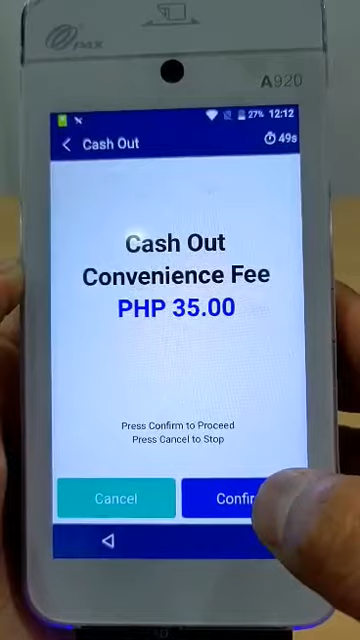 PAX
A920
27% 12:12
Cash Out
49s
Cash Out
Convenience Fee
PHP 35.00
Press Confirm to Proceed
Press Cancel to Stop
Cancel
Confir